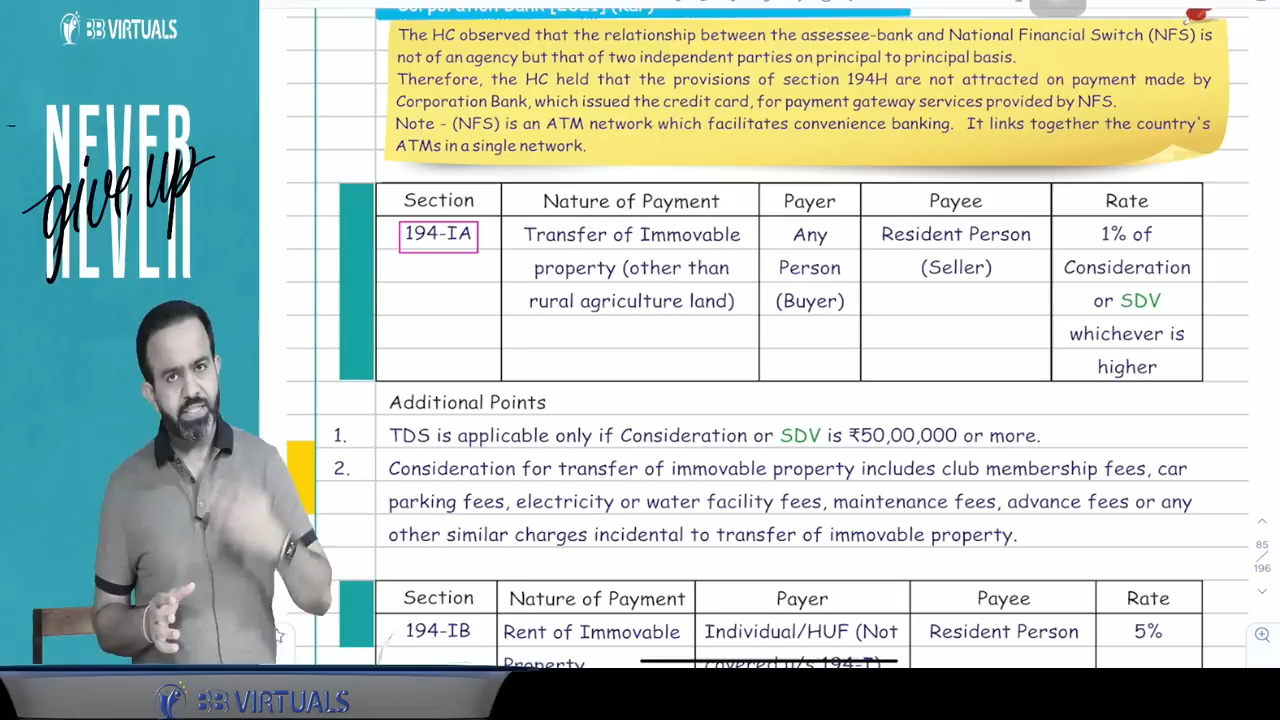 BB VIRTUALS
NEVER
give up
NEVER
Corporation Bank [2021] (Kar)
The HC observed that the relationship between the assessee-bank and National Financial Switch (NFS) is
not of an agency but that of two independent parties on principal to principal basis.
Therefore, the HC held that the provisions of section 194H are not attracted on payment made by
Corporation Bank, which issued the credit card, for payment gateway services provided by NFS.
Note - (NFS) is an ATM network which facilitates convenience banking. It links together the country's
ATMs in a single network.
Section Nature of Payment Payer Payee Rate
194-IA Transfer of Immovable Any Resident Person 1% of
property (other than Person (Seller) Consideration
rural agriculture land) (Buyer) or SDV
whichever is
higher
Additional Points
1. TDS is applicable only if Consideration or SDV is ₹50,00,000 or more.
2. Consideration for transfer of immovable property includes club membership fees, car
parking fees, electricity or water facility fees, maintenance fees, advance fees or any
other similar charges incidental to transfer of immovable property.
85
196
Section Nature of Payment Payer Payee Rate
194-IB Rent of Immovable Individual/HUF (Not Resident Person 5%
Property covered u/s 194-I)
BB VIRTUALS